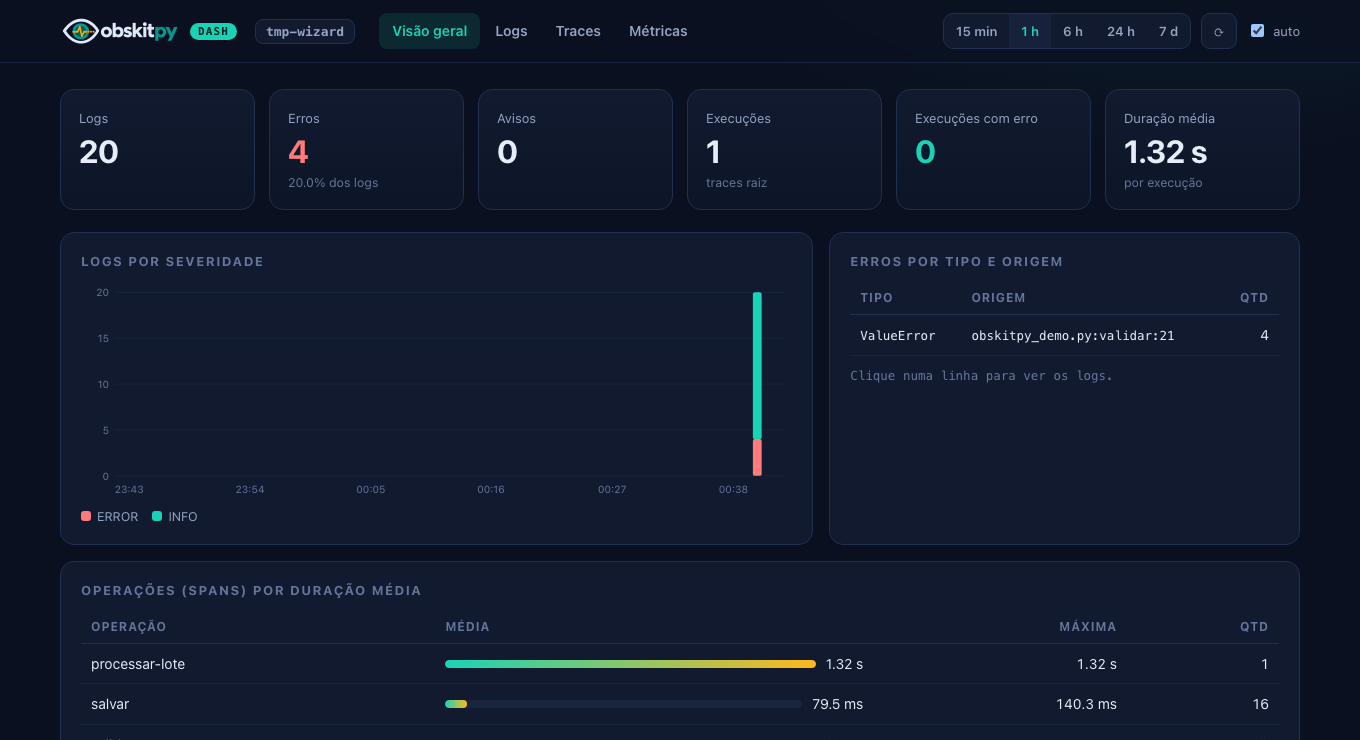 obskitpy DASH tmp-wizard Visão geral Logs Traces Métricas 15 min 1 h 6 h 24 h 7 d ⟳ auto
Logs
20
Erros
4
20.0% dos logs
Avisos
0
Execuções
1
traces raiz
Execuções com erro
0
Duração média
1.32 s
por execução
LOGS POR SEVERIDADE
20
15
10
5
0
23:43 23:54 00:05 00:16 00:27 00:38
ERROR INFO
ERROS POR TIPO E ORIGEM
TIPO ORIGEM QTD
ValueError obskitpy_demo.py:validar:21 4
Clique numa linha para ver os logs.
OPERAÇÕES (SPANS) POR DURAÇÃO MÉDIA
OPERAÇÃO MÉDIA MÁXIMA QTD
processar-lote 1.32 s 1.32 s 1
salvar 79.5 ms 140.3 ms 16